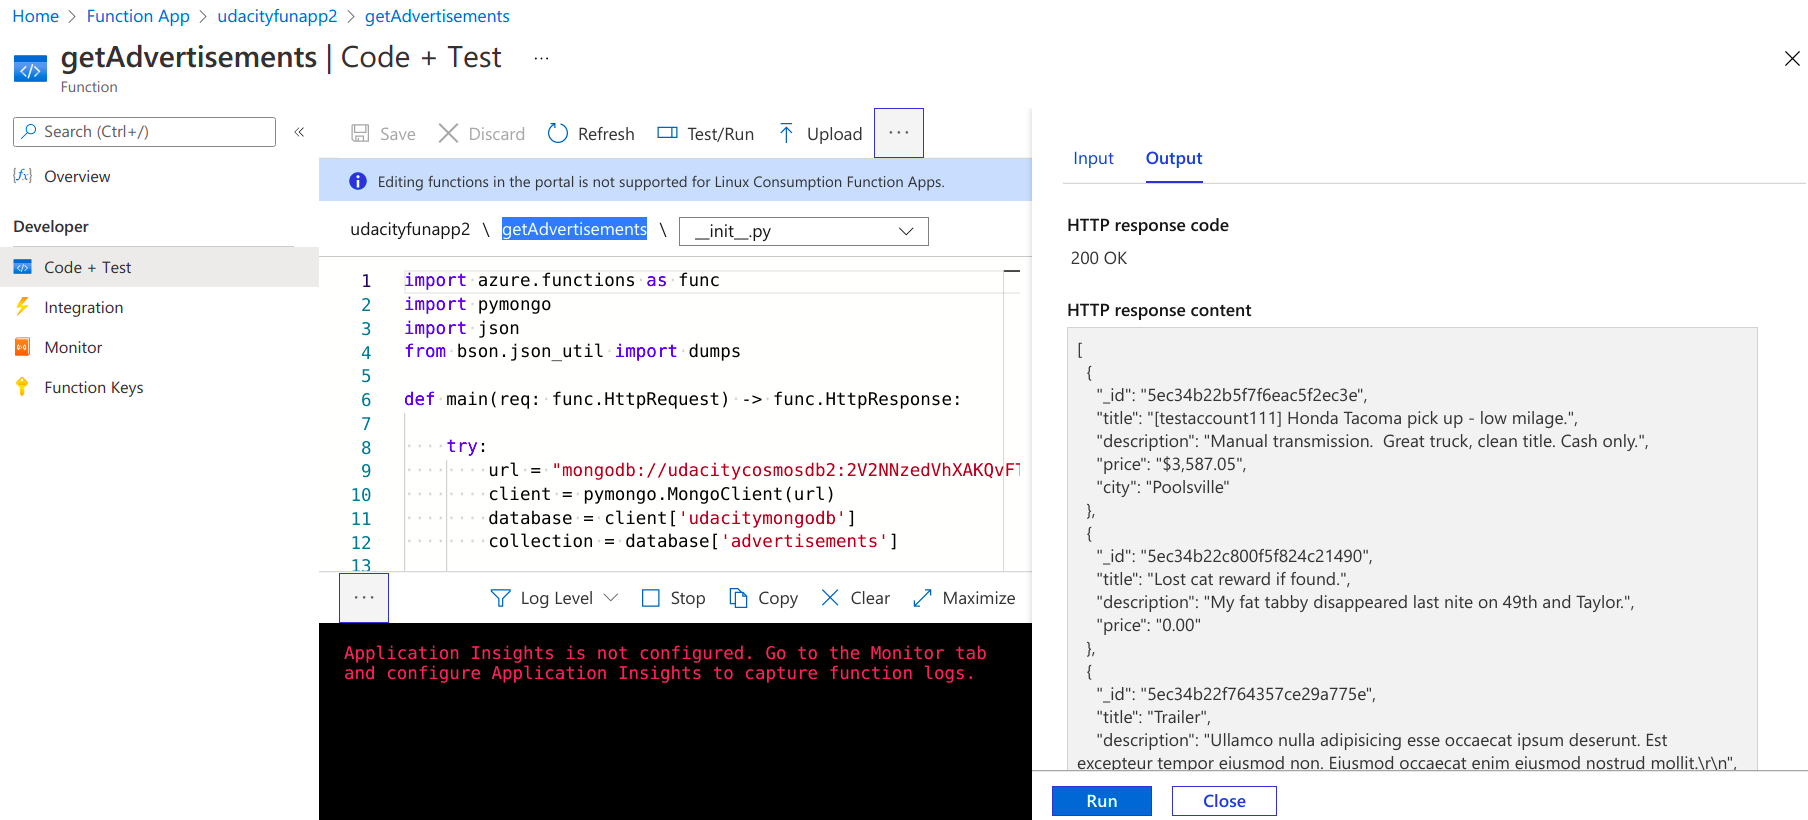 Home > Function App > udacityfunapp2 > getAdvertisements
getAdvertisements | Code + Test ...
Function
Search (Ctrl+/)
«
Overview
Developer
Code + Test
Integration
Monitor
Function Keys
Save Discard Refresh Test/Run Upload ...
Editing functions in the portal is not supported for Linux Consumption Function Apps.
udacityfunapp2 \ getAdvertisements \ __init__.py
1 import azure.functions as func
2 import pymongo
3 import json
4 from bson.json_util import dumps
5
6 def main(req: func.HttpRequest) -> func.HttpResponse:
7
8 try:
9 url = "mongodb://udacitycosmosdb2:2V2NNzedVhXAKQvFT
10 client = pymongo.MongoClient(url)
11 database = client['udacitymongodb']
12 collection = database['advertisements']
13
... Log Level Stop Copy Clear Maximize
Application Insights is not configured. Go to the Monitor tab
and configure Application Insights to capture function logs.
Input Output
HTTP response code
200 OK
HTTP response content
[
{
"_id": "5ec34b22b5f7f6eac5f2ec3e",
"title": "[testaccount111] Honda Tacoma pick up - low milage.",
"description": "Manual transmission.  Great truck, clean title. Cash only.",
"price": "$3,587.05",
"city": "Poolsville"
},
{
"_id": "5ec34b22c800f5f824c21490",
"title": "Lost cat reward if found.",
"description": "My fat tabby disappeared last nite on 49th and Taylor.",
"price": "0.00"
},
{
"_id": "5ec34b22f764357ce29a775e",
"title": "Trailer",
"description": "Ullamco nulla adipisicing esse occaecat ipsum deserunt. Est
excepteur tempor eiusmod non. Eiusmod occaecat enim eiusmod nostrud mollit.\r\n",
Run Close